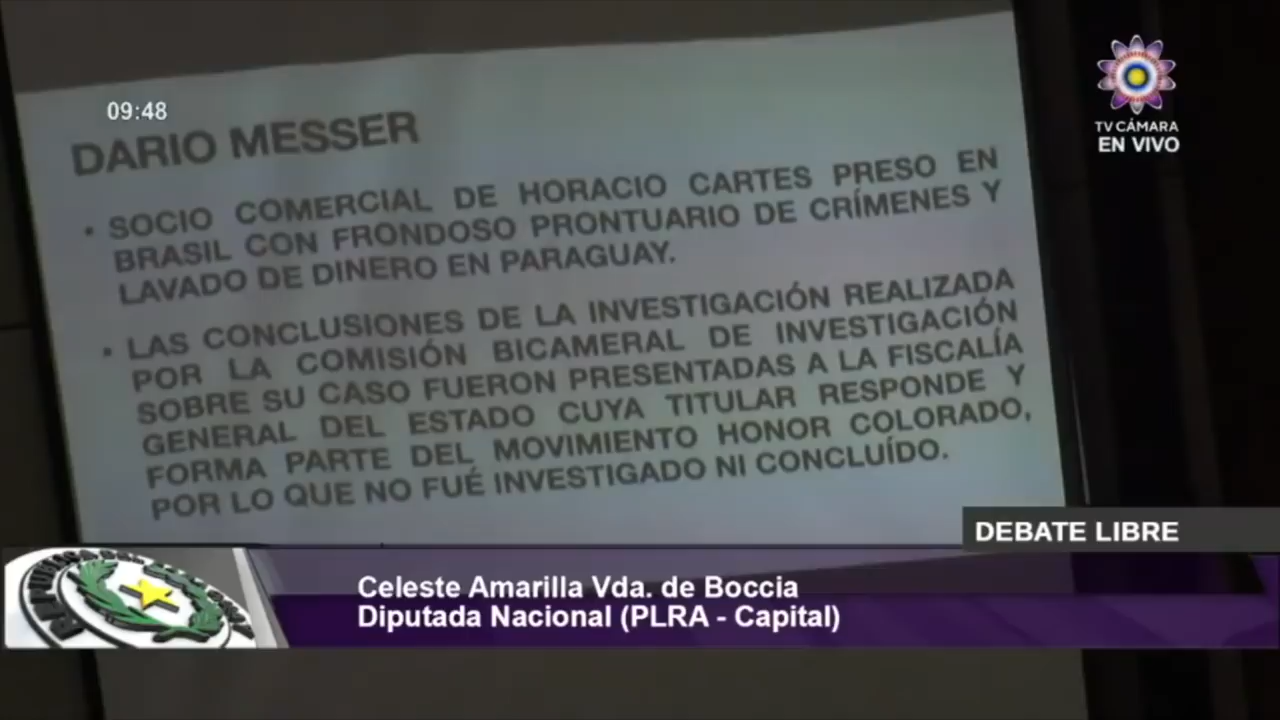 09:48
TV CÁMARA
EN VIVO
DARIO MESSER
• SOCIO COMERCIAL DE HORACIO CARTES PRESO EN
BRASIL CON FRONDOSO PRONTUARIO DE CRÍMENES Y
LAVADO DE DINERO EN PARAGUAY.
• LAS CONCLUSIONES DE LA INVESTIGACIÓN REALIZADA
POR LA COMISIÓN BICAMERAL DE INVESTIGACIÓN
SOBRE SU CASO FUERON PRESENTADAS A LA FISCALÍA
GENERAL DEL ESTADO CUYA TITULAR RESPONDE Y
FORMA PARTE DEL MOVIMIENTO HONOR COLORADO,
POR LO QUE NO FUÉ INVESTIGADO NI CONCLUÍDO.
DEBATE LIBRE
Celeste Amarilla Vda. de Boccia
Diputada Nacional (PLRA - Capital)